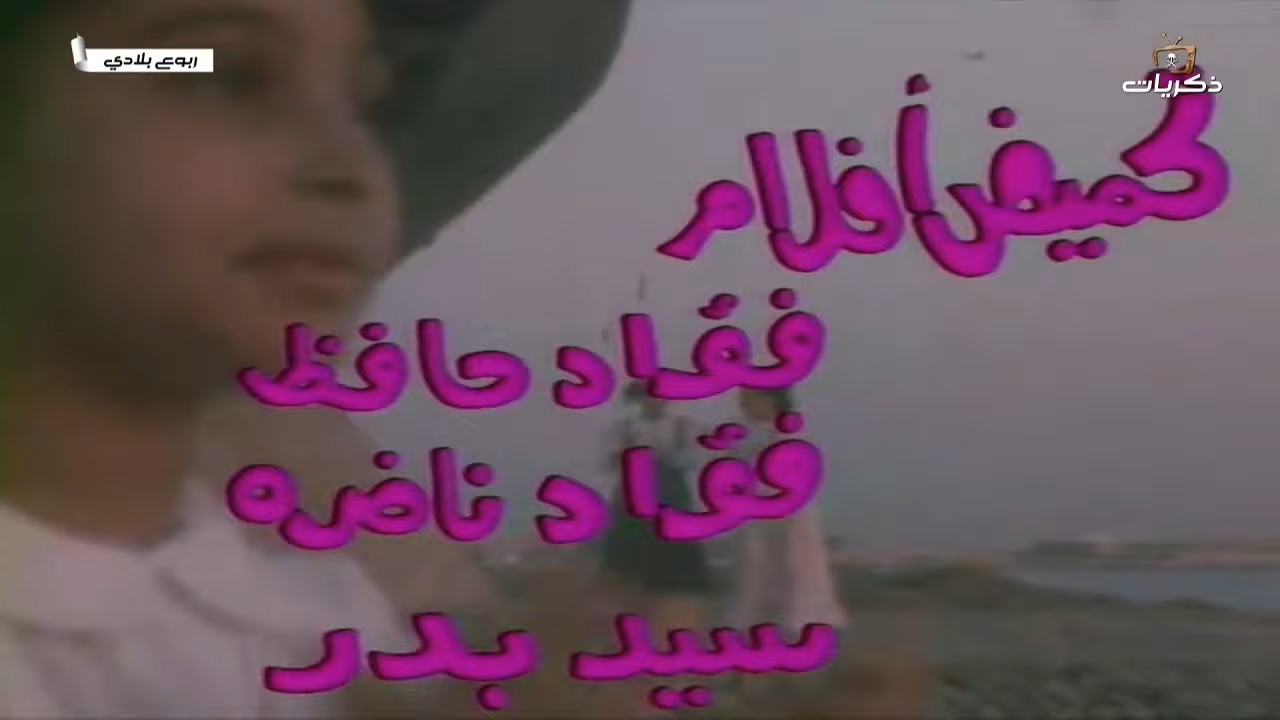 ربوع بلادي
ذكريات
كميض أفلام
فؤاد حافظ
فؤاد ناضره
سيد بدر